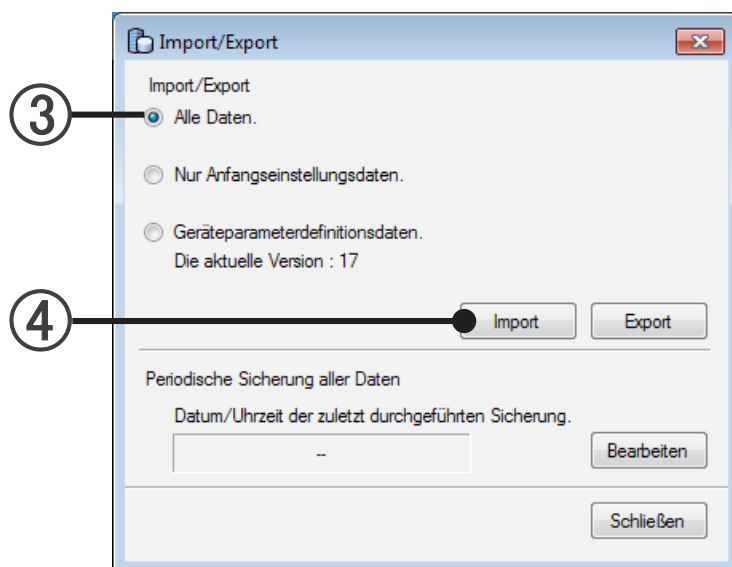 Import/Export
Import/Export
③ Alle Daten.
Nur Anfangseinstellungsdaten.
Geräteparameterdefinitionsdaten.
Die aktuelle Version : 17
④ Import Export
Periodische Sicherung aller Daten
Datum/Uhrzeit der zuletzt durchgeführten Sicherung.
-- Bearbeiten
Schließen